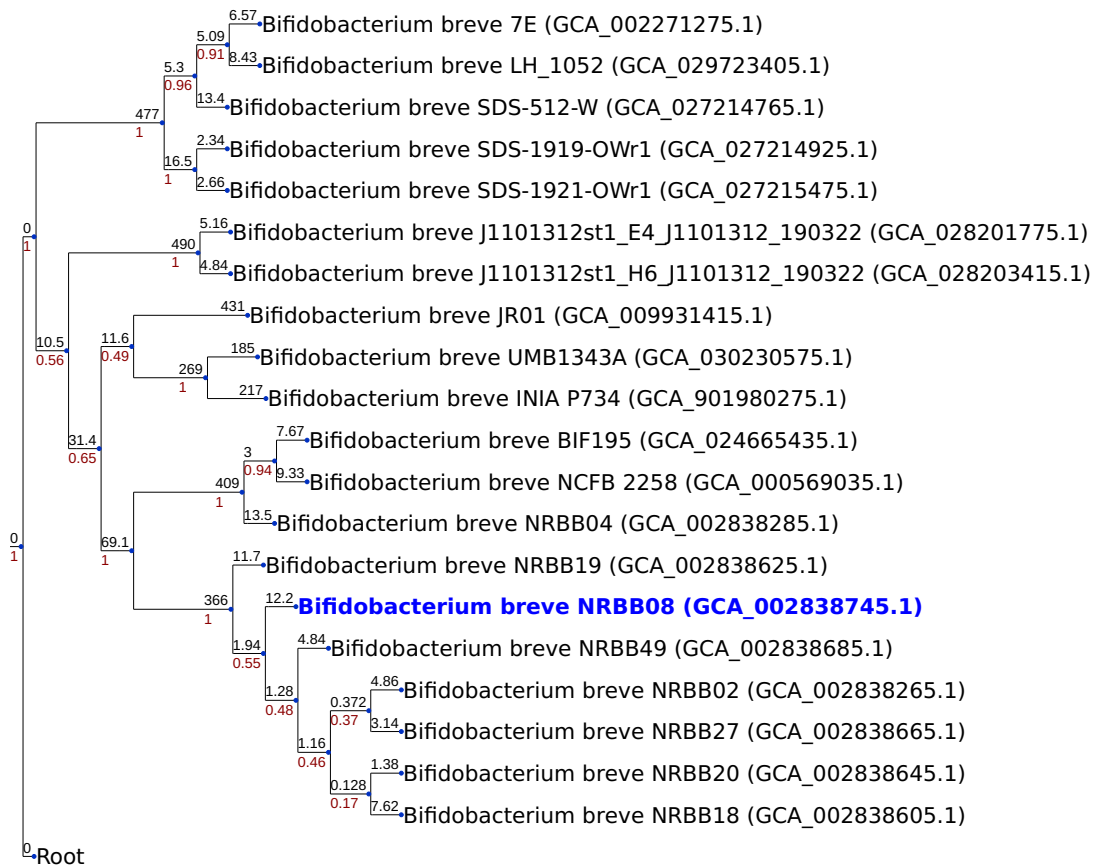 6.57
Bifidobacterium breve 7E (GCA_002271275.1)
5.09
0.91
8.43
Bifidobacterium breve LH_1052 (GCA_029723405.1)
5.3
0.96
13.4
Bifidobacterium breve SDS-512-W (GCA_027214765.1)
477
1
2.34
Bifidobacterium breve SDS-1919-OWr1 (GCA_027214925.1)
16.5
1
2.66
Bifidobacterium breve SDS-1921-OWr1 (GCA_027215475.1)
0
1
5.16
Bifidobacterium breve J1101312st1_E4_J1101312_190322 (GCA_028201775.1)
490
1
4.84
Bifidobacterium breve J1101312st1_H6_J1101312_190322 (GCA_028203415.1)
431
Bifidobacterium breve JR01 (GCA_009931415.1)
10.5
0.56
11.6
0.49
185
Bifidobacterium breve UMB1343A (GCA_030230575.1)
269
1
217
Bifidobacterium breve INIA P734 (GCA_901980275.1)
31.4
0.65
7.67
Bifidobacterium breve BIF195 (GCA_024665435.1)
3
0.94
9.33
Bifidobacterium breve NCFB 2258 (GCA_000569035.1)
409
1
13.5
Bifidobacterium breve NRBB04 (GCA_002838285.1)
0
1
69.1
1
11.7
Bifidobacterium breve NRBB19 (GCA_002838625.1)
366
1
12.2
Bifidobacterium breve NRBB08 (GCA_002838745.1)
1.94
0.55
4.84
Bifidobacterium breve NRBB49 (GCA_002838685.1)
1.28
0.48
4.86
Bifidobacterium breve NRBB02 (GCA_002838265.1)
0.372
0.37
3.14
Bifidobacterium breve NRBB27 (GCA_002838665.1)
1.16
0.46
1.38
Bifidobacterium breve NRBB20 (GCA_002838645.1)
0.128
0.17
7.62
Bifidobacterium breve NRBB18 (GCA_002838605.1)
0
Root